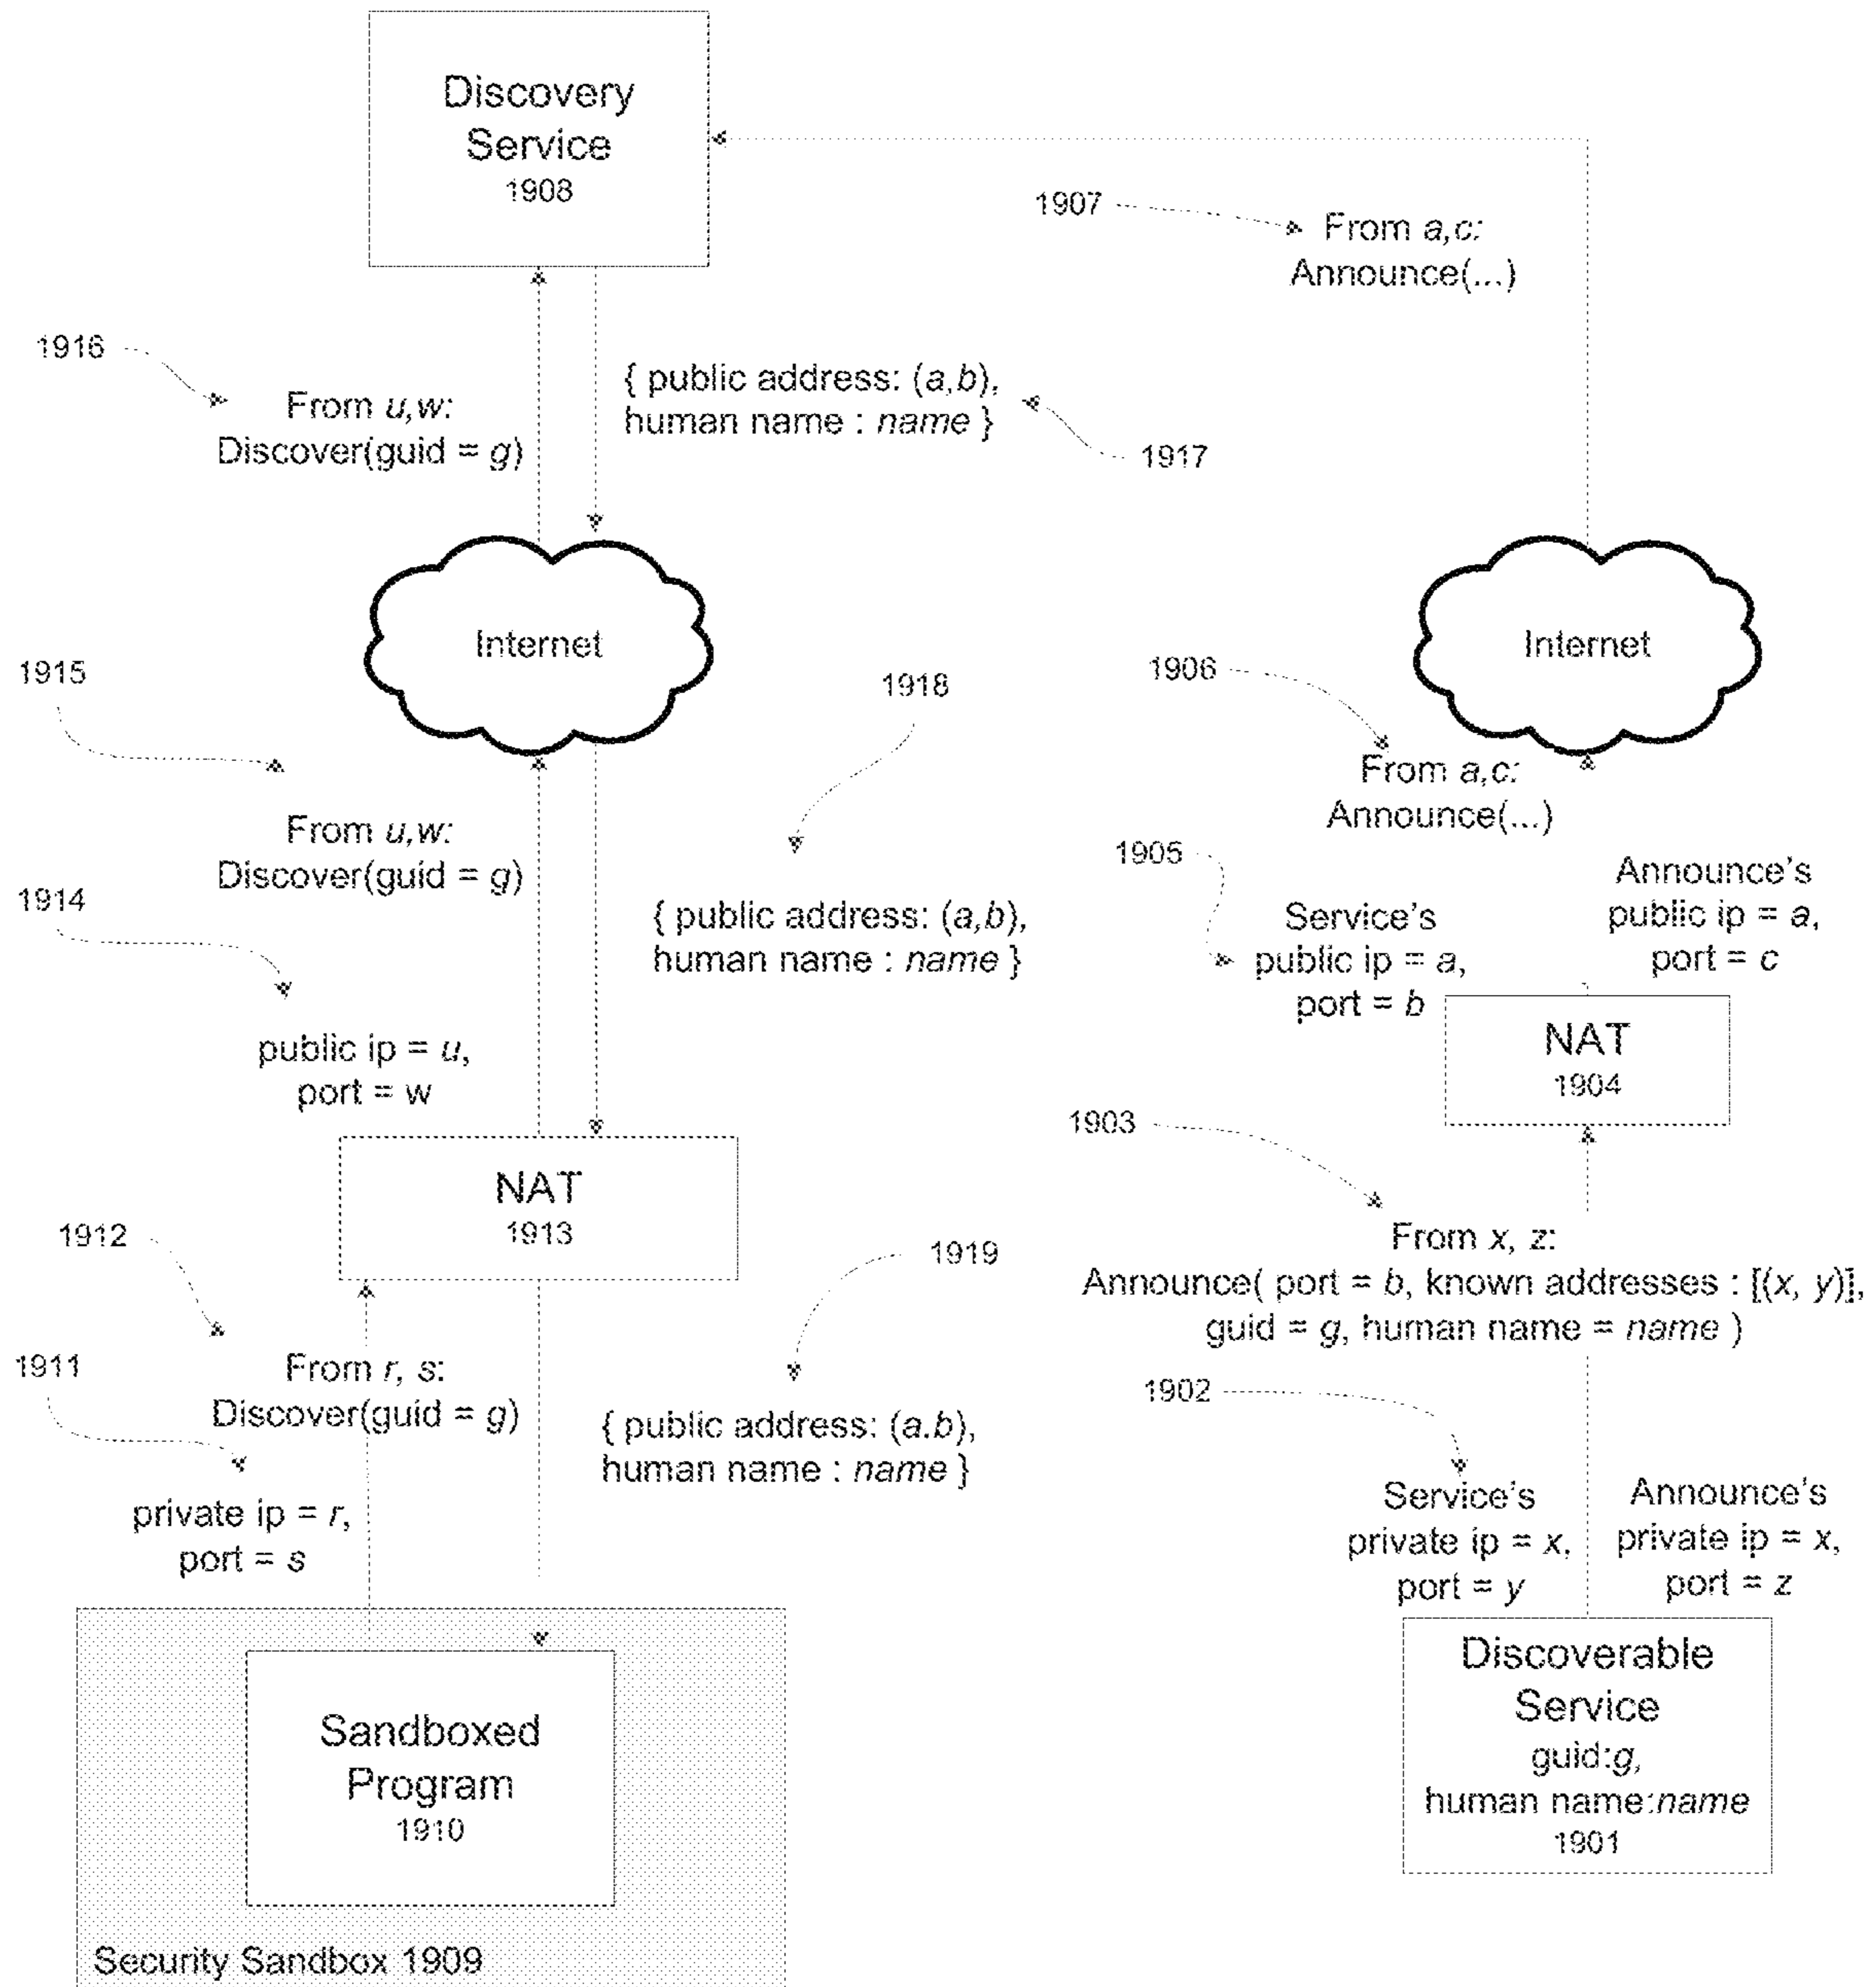 Discovery
Service
1908
1907
From a,c:
Announce(...)
1916
From u,w:
Discover(guid = g)
{ public address: (a,b),
human name : name }
1917
Internet
Internet
1915
1918
1906
From u,w:
Discover(guid = g)
From a,c:
Announce(...)
1914
{ public address: (a,b),
human name : name }
1905
Service's
public ip = a,
port = b
Announce's
public ip = a,
port = c
public ip = u,
port = w
NAT
1904
1903
NAT
1913
1912
1919
From x, z:
Announce( port = b, known addresses : [(x, y)],
guid = g, human name = name )
1911
From r, s:
Discover(guid = g)
{ public address: (a.b),
human name : name }
1902
private ip = r,
port = s
Service's
private ip = x,
port = y
Announce's
private ip = x,
port = z
Sandboxed
Program
1910
Discoverable
Service
guid:g,
human name:name
1901
Security Sandbox 1909